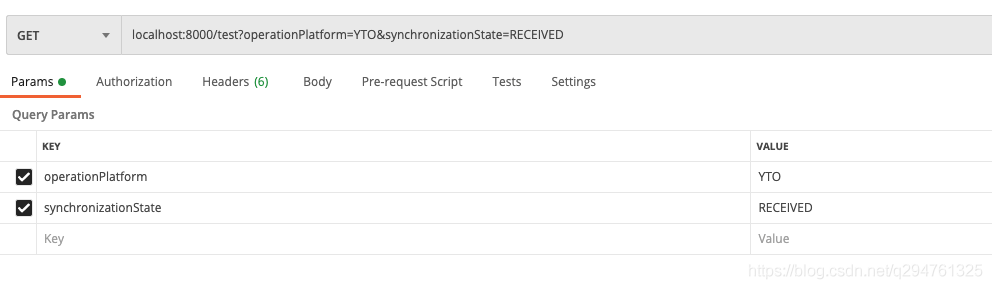 GET localhost:8000/test?operationPlatform=YTO&synchronizationState=RECEIVED
Params Authorization Headers (6) Body Pre-request Script Tests Settings
Query Params
KEY VALUE
operationPlatform YTO
synchronizationState RECEIVED
Key Value
https://blog.csdn.net/q294761325